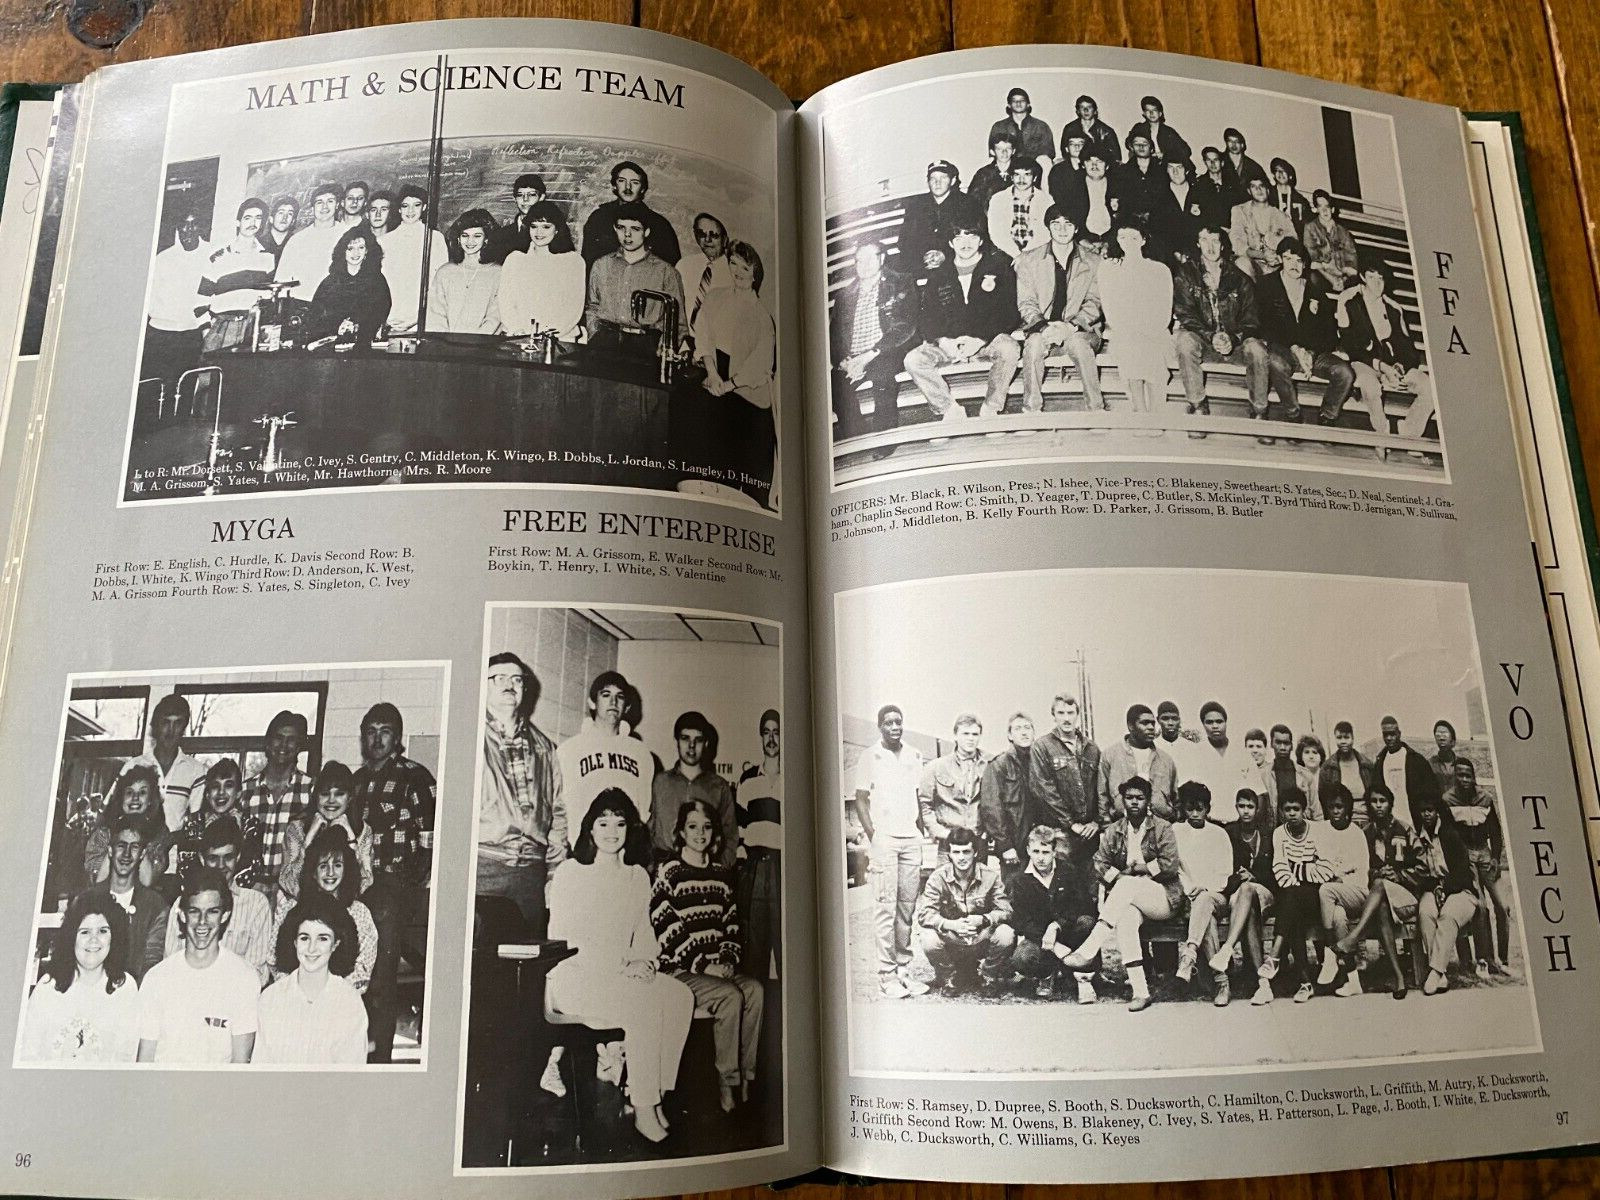 MATH & SCIENCE TEAM
Reflection, Refraction
L to R: Mr. Dorsett, S. Valentine, C. Ivey, S. Gentry, C. Middleton, K. Wingo, B. Dobbs, L. Jordan, S. Langley, D. Harper
M. A. Grissom, S. Yates, I. White, Mr. Hawthorne, Mrs. R. Moore
MYGA
First Row: E. English, C. Hurdle, K. Davis Second Row: B.
Dobbs, I. White, K. Wingo Third Row: D. Anderson, K. West,
M. A. Grissom Fourth Row: S. Yates, S. Singleton, C. Ivey
FREE ENTERPRISE
First Row: M. A. Grissom, E. Walker Second Row: Mr.
Boykin, T. Henry, I. White, S. Valentine
OLE MISS
96
FFA
OFFICERS: Mr. Black, R. Wilson, Pres.; N. Ishee, Vice-Pres.; C. Blakeney, Sweetheart; S. Yates, Sec.; D. Neal, Sentinel; J. Gra-
ham, Chaplin Second Row: C. Smith, D. Yeager, T. Dupree, C. Butler, S. McKinley, T. Byrd Third Row: D. Jernigan, W. Sullivan,
D. Johnson, J. Middleton, B. Kelly Fourth Row: D. Parker, J. Grissom, B. Butler
VO TECH
First Row: S. Ramsey, D. Dupree, S. Booth, S. Ducksworth, C. Hamilton, C. Ducksworth, L. Griffith, M. Autry, K. Ducksworth,
J. Griffith Second Row: M. Owens, B. Blakeney, C. Ivey, S. Yates, H. Patterson, L. Page, J. Booth, I. White, E. Ducksworth,
J. Webb, C. Ducksworth, C. Williams, G. Keyes
97